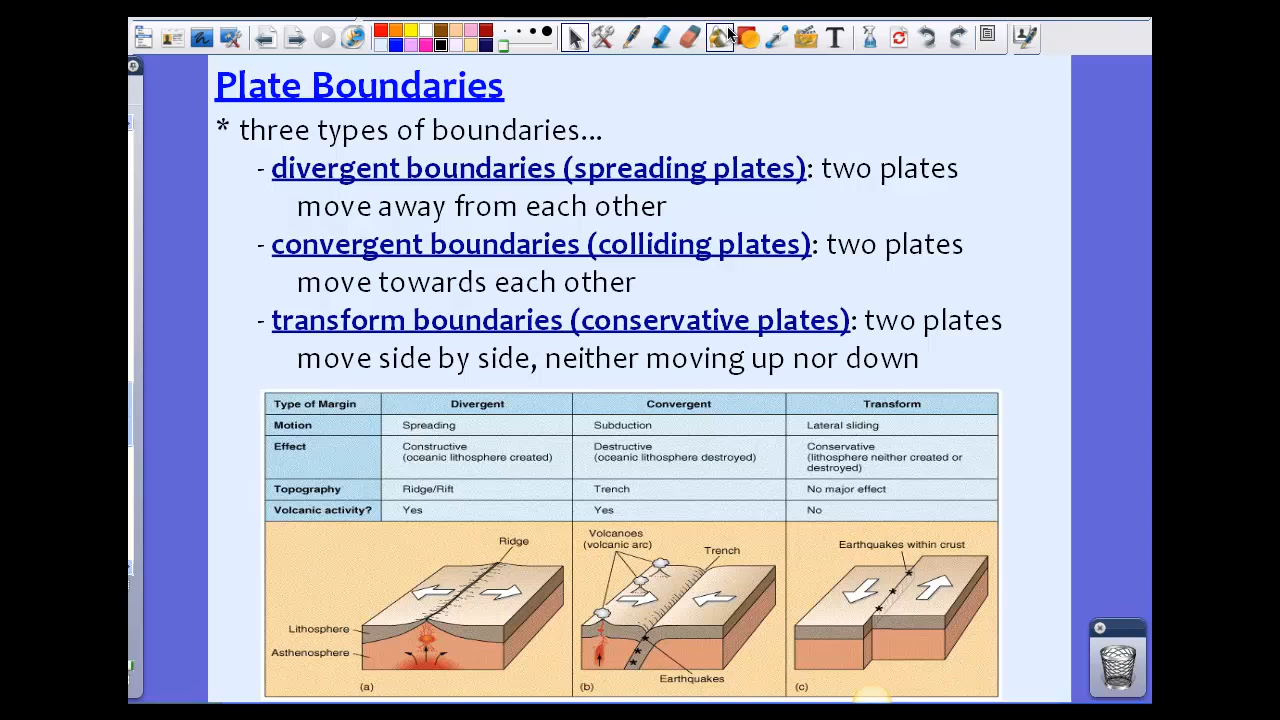 Plate Boundaries
* three types of boundaries...
- divergent boundaries (spreading plates): two plates
move away from each other
- convergent boundaries (colliding plates): two plates
move towards each other
- transform boundaries (conservative plates): two plates
move side by side, neither moving up nor down
Type of Margin Divergent Convergent Transform
Motion Spreading Subduction Lateral sliding
Effect Constructive Destructive Conservative
(oceanic lithosphere created) (oceanic lithosphere destroyed) (lithosphere neither created or
destroyed)
Topography Ridge/Rift Trench No major effect
Volcanic activity? Yes Yes No
Ridge
Lithosphere
Asthenosphere
(a)
Volcanoes
(volcanic arc)
Trench
Earthquakes
(b)
Earthquakes within crust
(c)
T